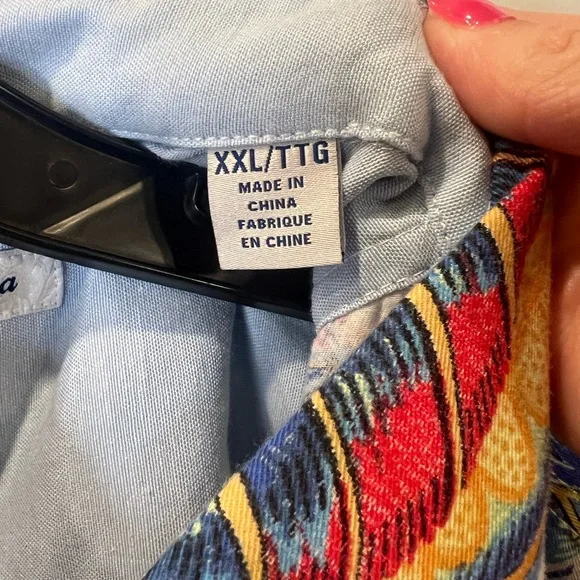 XXL/TTG
MADE IN
CHINA
FABRIQUE
EN CHINE
a